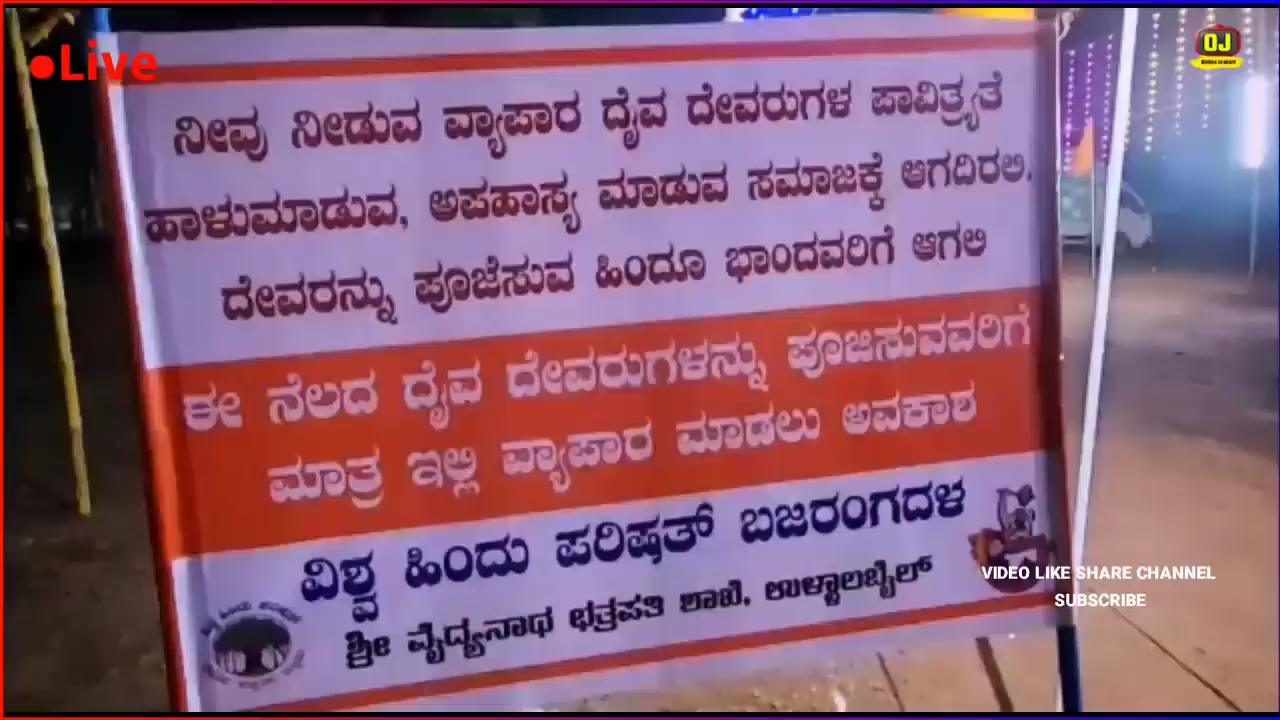 Live
OJ
ನೀವು ನೀಡುವ ವ್ಯಾಪಾರ ದೈವ ದೇವರುಗಳ ಪಾವಿತ್ರ್ಯತೆ
ಹಾಳುಮಾಡುವ, ಅಪಹಾಸ್ಯ ಮಾಡುವ ಸಮಾಜಕ್ಕೆ ಆಗದಿರಲಿ.
ದೇವರನ್ನು ಪೂಜೆಸುವ ಹಿಂದೂ ಭಾಂದವರಿಗೆ ಆಗಲಿ
ಈ ನೆಲದ ದೈವ ದೇವರುಗಳನ್ನು ಪೂಜಿಸುವವರಿಗೆ
ಮಾತ್ರ ಇಲ್ಲಿ ವ್ಯಾಪಾರ ಮಾಡಲು ಅವಕಾಶ
ವಿಶ್ವ ಹಿಂದು ಪರಿಷತ್ ಬಜರಂಗದಳ
ಶ್ರೀ ವೈದ್ಯನಾಥ ಛತ್ರಪತಿ ಶಾಖೆ, ಉಳ್ಳಾಲಬೈಲ್
VIDEO LIKE SHARE CHANNEL
SUBSCRIBE